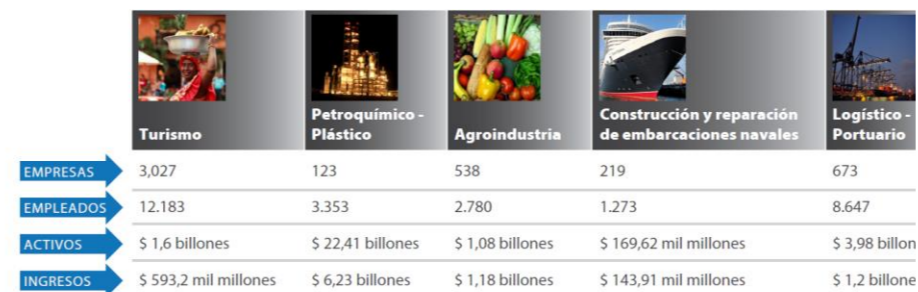 Turismo
Petroquímico -
Plástico
Agroindustria
Construcción y reparación
de embarcaciones navales
Logístico -
Portuario
EMPRESAS 3,027 123 538 219 673
EMPLEADOS 12.183 3.353 2.780 1.273 8.647
ACTIVOS $ 1,6 billones $ 22,41 billones $ 1,08 billones $ 169,62 mil millones $ 3,98 billon
INGRESOS $ 593,2 mil millones $ 6,23 billones $ 1,18 billones $ 143,91 mil millones $ 1,2 billone